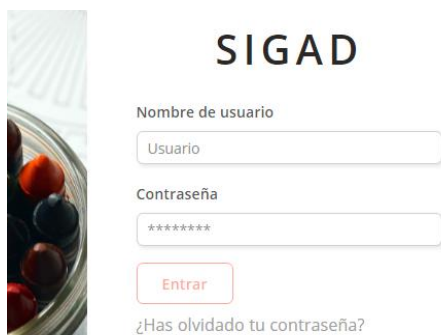 SIGAD
Nombre de usuario
Usuario
Contraseña
********
Entrar
¿Has olvidado tu contraseña?